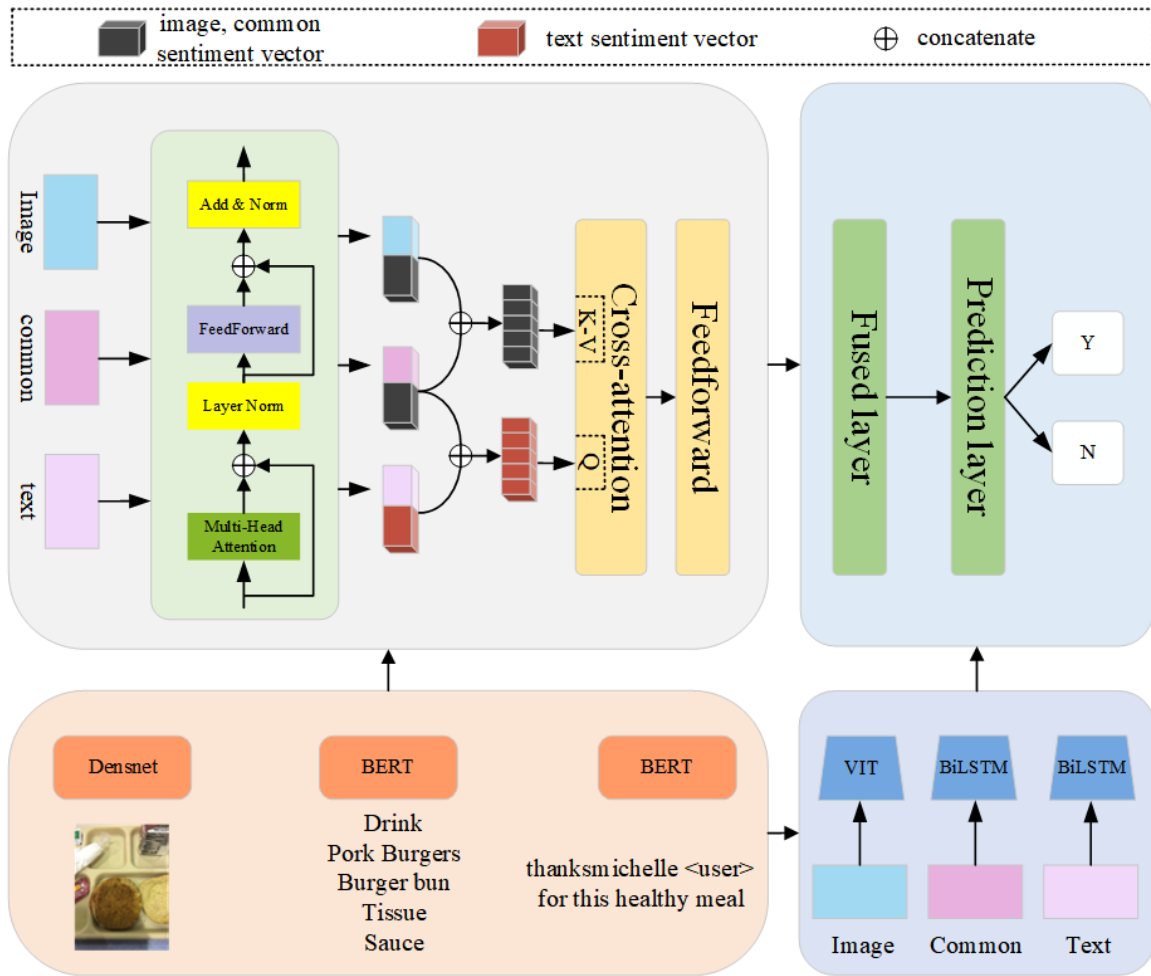 image, common
sentiment vector
text sentiment vector
concatenate
Image
common
text
Add & Norm
FeedForward
Layer Norm
Multi-Head
Attention
K-V
Q
Cross-attention
Feedforward
Fused layer
Prediction layer
Y
N
Densnet
BERT
BERT
Drink
Pork Burgers
Burger bun
Tissue
Sauce
thanksmichelle <user>
for this healthy meal
VIT
BiLSTM
BiLSTM
Image
Common
Text